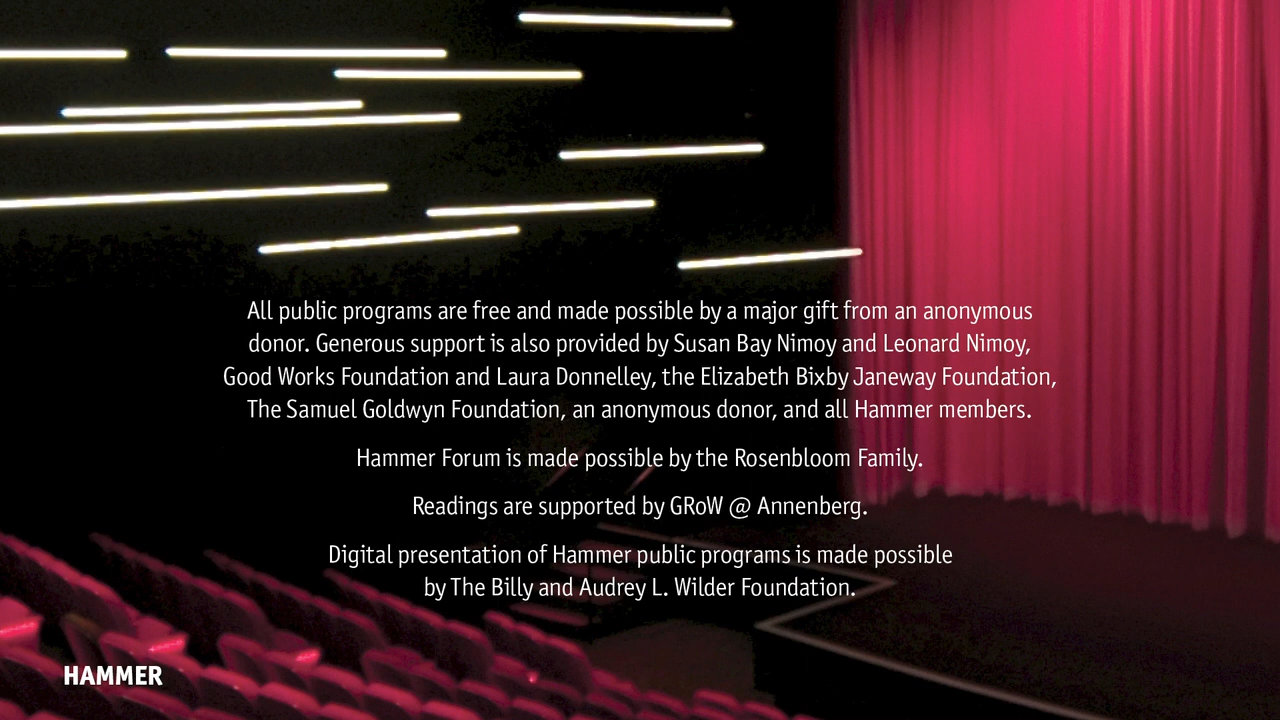 All public programs are free and made possible by a major gift from an anonymous
donor. Generous support is also provided by Susan Bay Nimoy and Leonard Nimoy,
Good Works Foundation and Laura Donnelley, the Elizabeth Bixby Janeway Foundation,
The Samuel Goldwyn Foundation, an anonymous donor, and all Hammer members.
Hammer Forum is made possible by the Rosenbloom Family.
Readings are supported by GRoW @ Annenberg.
Digital presentation of Hammer public programs is made possible
by The Billy and Audrey L. Wilder Foundation.
HAMMER